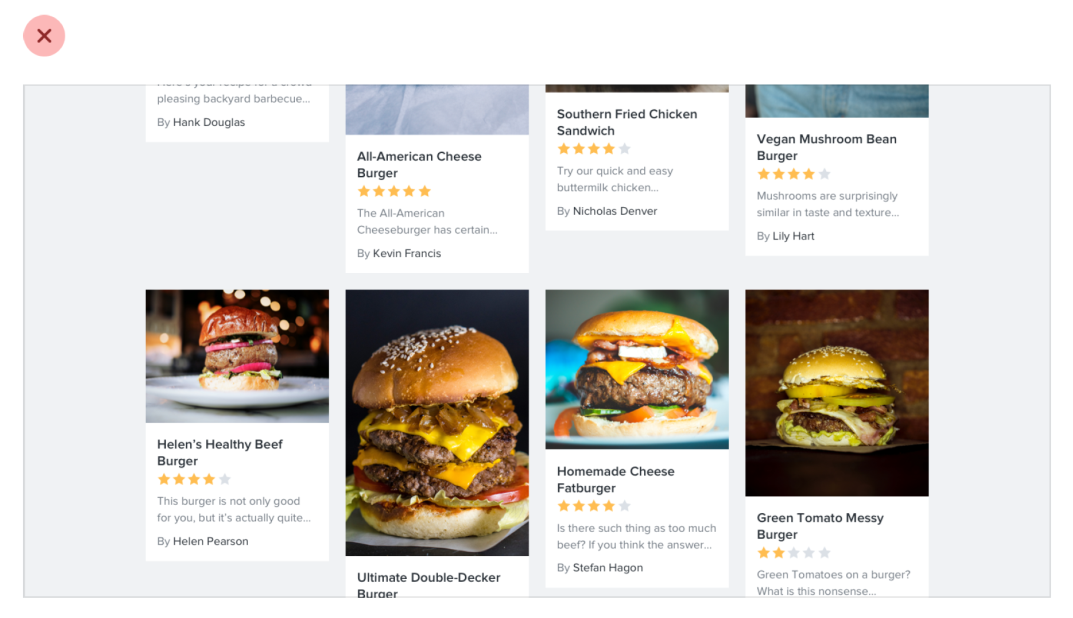 pleasing backyard barbecue...
By Hank Douglas
All-American Cheese
Burger
The All-American
Cheeseburger has certain...
By Kevin Francis
Southern Fried Chicken
Sandwich
Try our quick and easy
buttermilk chicken...
By Nicholas Denver
Vegan Mushroom Bean
Burger
Mushrooms are surprisingly
similar in taste and texture...
By Lily Hart
Helen's Healthy Beef
Burger
This burger is not only good
for you, but it's actually quite...
By Helen Pearson
Ultimate Double-Decker
Burger
Homemade Cheese
Fatburger
Is there such thing as too much
beef? If you think the answer...
By Stefan Hagon
Green Tomato Messy
Burger
Green Tomatoes on a burger?
What is this nonsense...